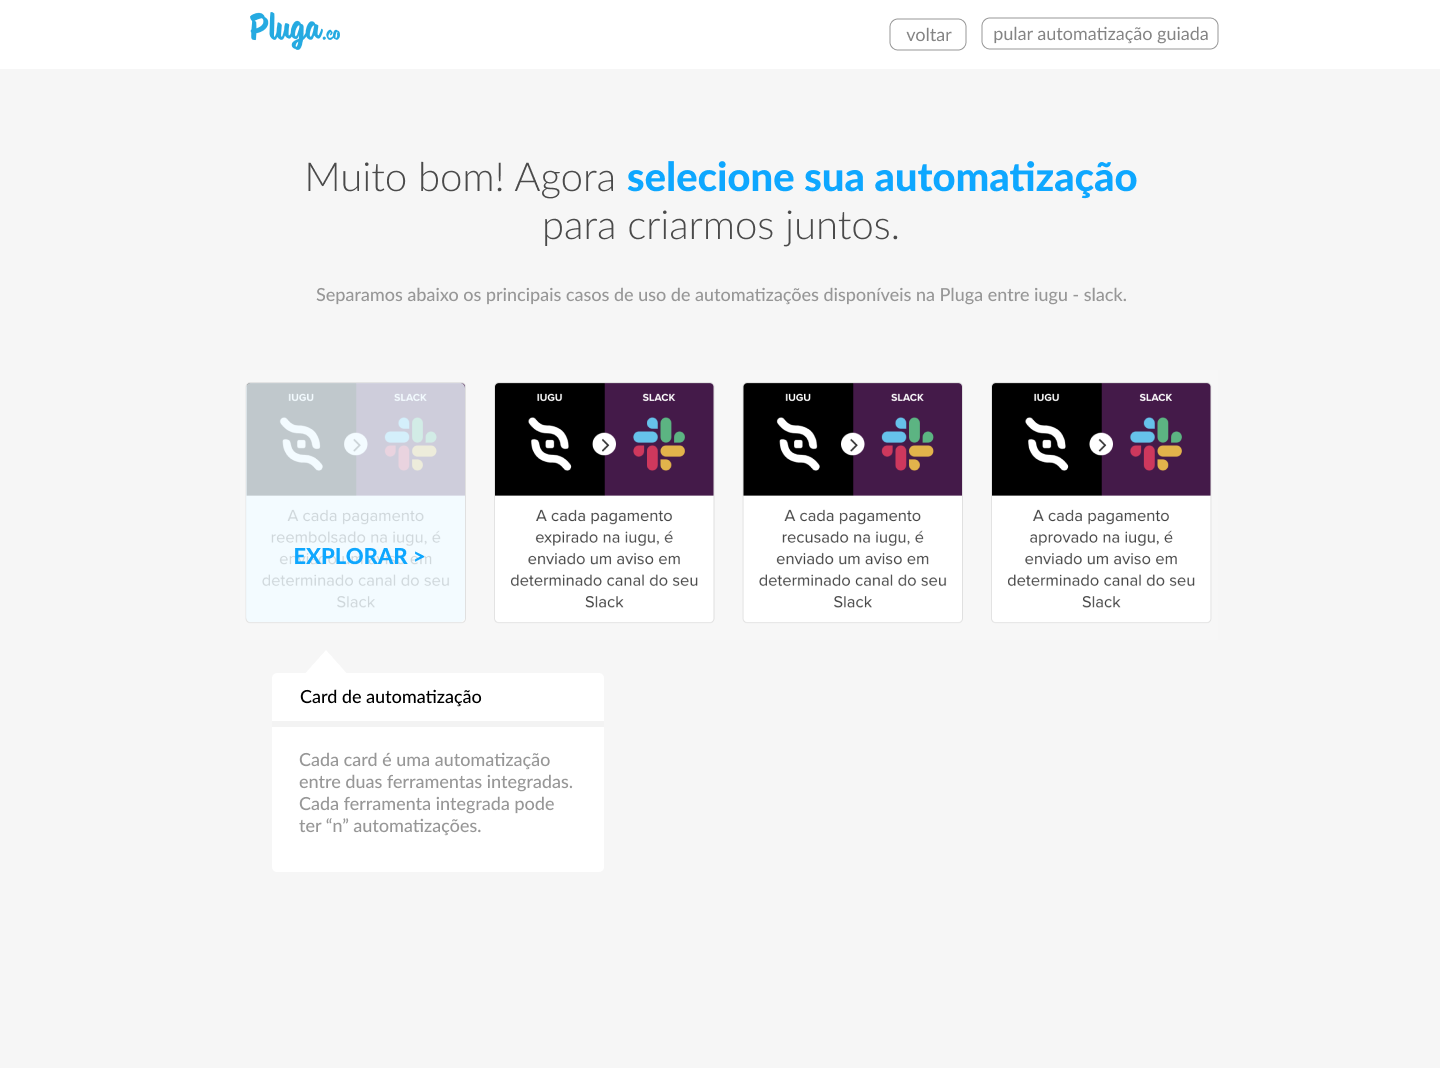 Pluga.co
voltar
pular automatização guiada
Muito bom! Agora selecione sua automatização
para criarmos juntos.
Separamos abaixo os principais casos de uso de automatizações disponíveis na Pluga entre iugu - slack.
IUGU
SLACK
A cada pagamento
reembolsado na iugu, é
enviado um aviso em
determinado canal do seu
Slack
EXPLORAR >
IUGU
SLACK
A cada pagamento
expirado na iugu, é
enviado um aviso em
determinado canal do seu
Slack
IUGU
SLACK
A cada pagamento
recusado na iugu, é
enviado um aviso em
determinado canal do seu
Slack
IUGU
SLACK
A cada pagamento
aprovado na iugu, é
enviado um aviso em
determinado canal do seu
Slack
Card de automatização
Cada card é uma automatização
entre duas ferramentas integradas.
Cada ferramenta integrada pode
ter “n” automatizações.